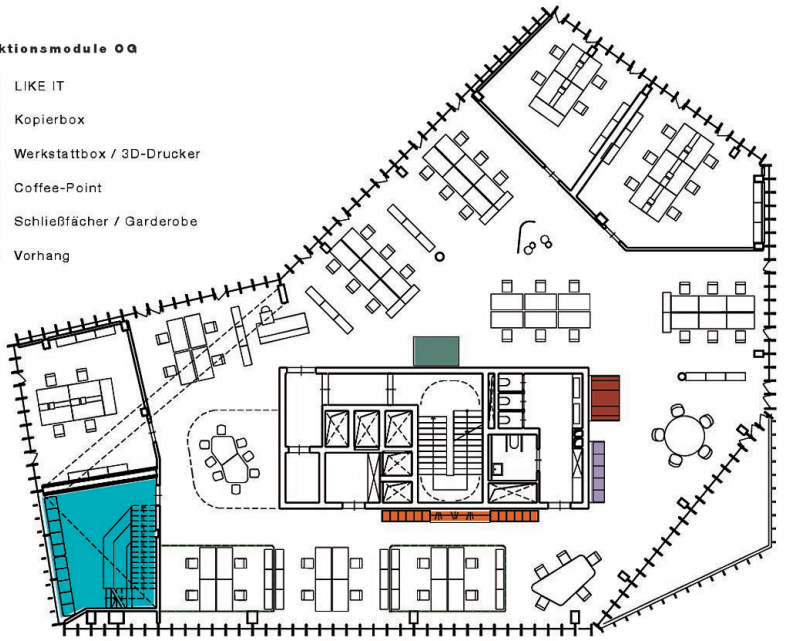 ktionsmodule OG
LIKE IT
Kopierbox
Werkstattbox / 3D-Drucker
Coffee-Point
Schließfächer / Garderobe
Vorhang